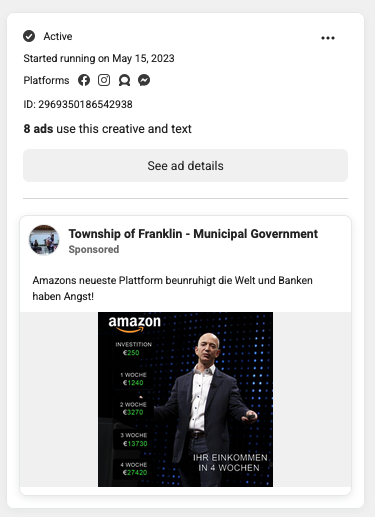 Active
Started running on May 15, 2023
Platforms
ID: 2969350186542938
8 ads use this creative and text
See ad details
Township of Franklin - Municipal Government
Sponsored
Amazons neueste Plattform beunruhigt die Welt und Banken
haben Angst!
amazon
INVESTITION
€250
1 WOCHE
€1240
2 WOCHE
€3270
3 WOCHE
€13730
4 WOCHE
€27420
IHR EINKOMMEN
IN 4 WOCHEN